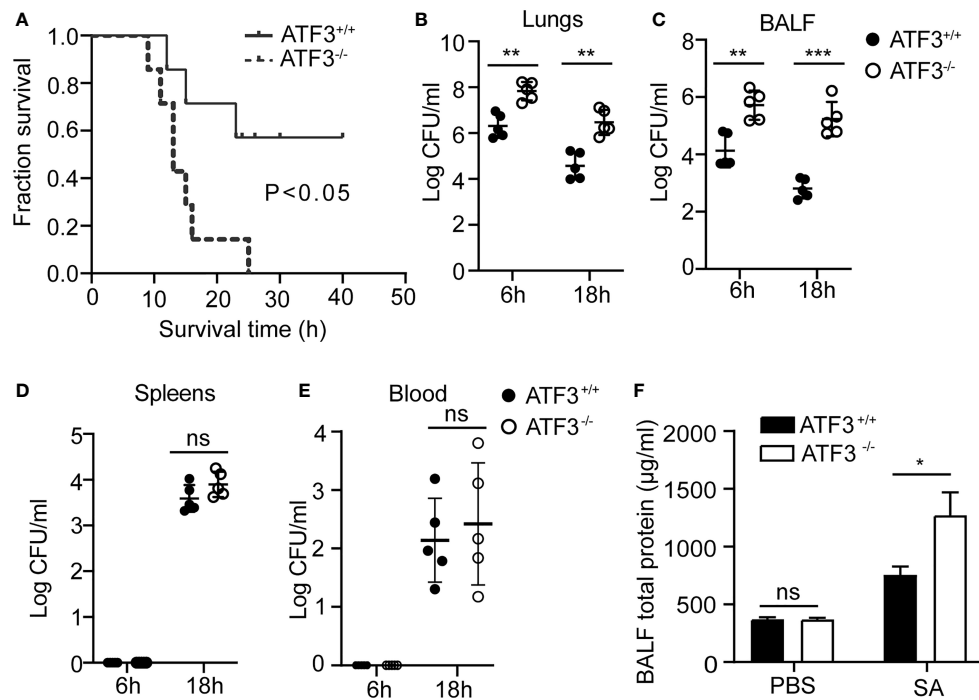 A
ATF3+/+
ATF3-/-
Fraction survival
1.0
0.8
0.6
0.4
0.2
0.0
P<0.05
0 10 20 30 40 50
Survival time (h)
B
Lungs
Log CFU/ml
10
8
6
4
2
0
** **
6h 18h
C
BALF
Log CFU/ml
8
6
4
2
0
** ***
6h 18h
ATF3+/+
ATF3-/-
D
Spleens
Log CFU/ml
5
4
3
2
1
0
ns
6h 18h
E
Blood
ATF3+/+
ATF3-/-
Log CFU/ml
4
3
2
1
0
ns
6h 18h
F
ATF3+/+
ATF3 -/-
BALF total protein (μg/ml)
2000
1500
1000
500
0
ns
*
PBS SA